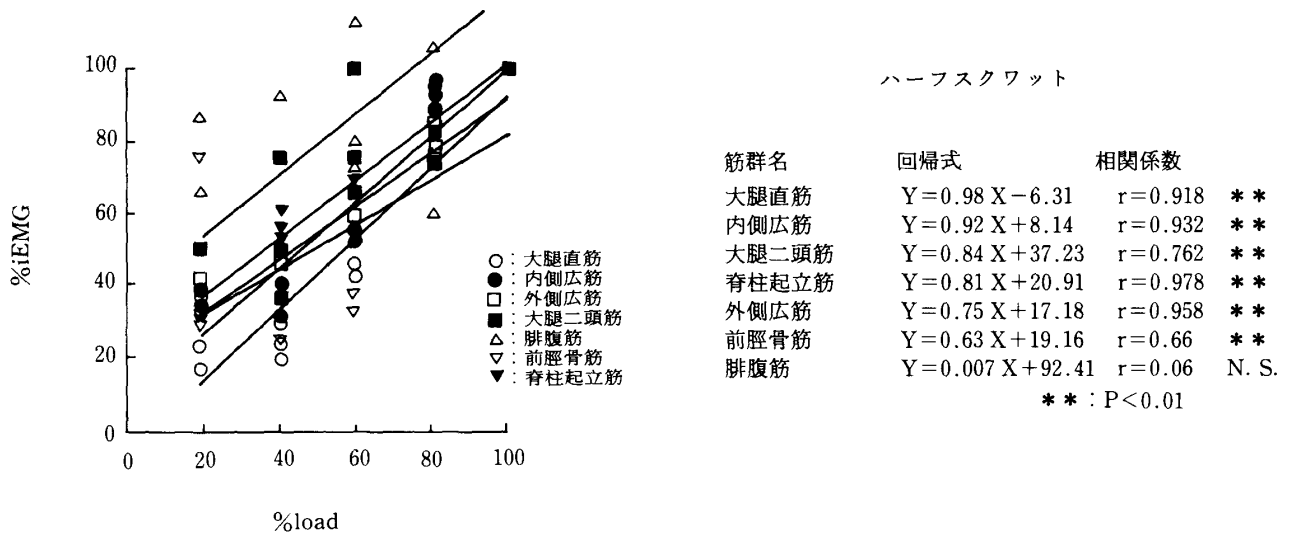 %iEMG
100
80
60
40
20
0
0 20 40 60 80 100
%load
○：大腿直筋
●：内側広筋
□：外側広筋
■：大腿二頭筋
△：腓腹筋
▽：前脛骨筋
▼：脊柱起立筋
ハーフスクワット
筋群名 回帰式 相関係数
大腿直筋 Y=0.98 X−6.31 r=0.918 **
内側広筋 Y=0.92 X+8.14 r=0.932 **
大腿二頭筋 Y=0.84 X+37.23 r=0.762 **
脊柱起立筋 Y=0.81 X+20.91 r=0.978 **
外側広筋 Y=0.75 X+17.18 r=0.958 **
前脛骨筋 Y=0.63 X+19.16 r=0.66 **
腓腹筋 Y=0.007 X+92.41 r=0.06 N. S.
**：P<0.01